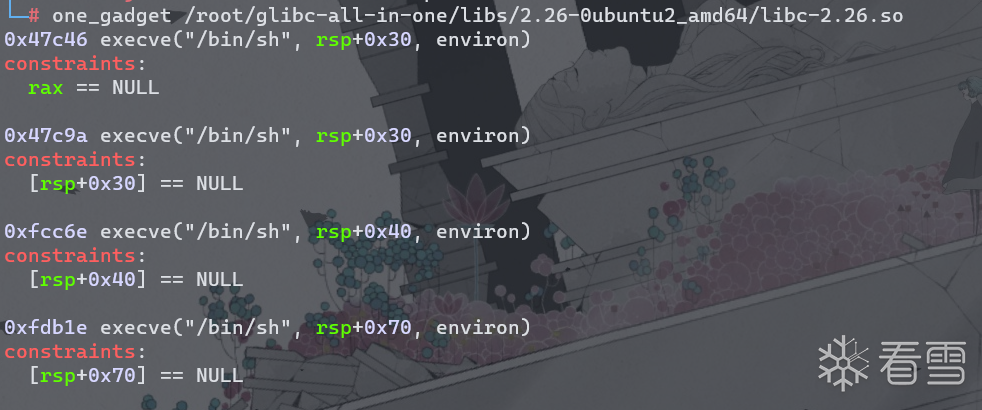 └─# one_gadget /root/glibc-all-in-one/libs/2.26-0ubuntu2_amd64/libc-2.26.so
0x47c46 execve("/bin/sh", rsp+0x30, environ)
constraints:
  rax == NULL

0x47c9a execve("/bin/sh", rsp+0x30, environ)
constraints:
  [rsp+0x30] == NULL

0xfcc6e execve("/bin/sh", rsp+0x40, environ)
constraints:
  [rsp+0x40] == NULL

0xfdb1e execve("/bin/sh", rsp+0x70, environ)
constraints:
  [rsp+0x70] == NULL
看雪